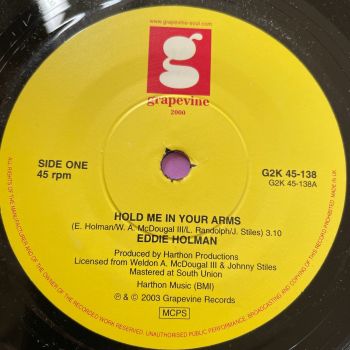 www.grapevine-soul.com
g
grapevine
2000
SIDE ONE
45 rpm
G2K 45-138
G2K 45-138A
HOLD ME IN YOUR ARMS
(E. Holman/W. A. McDougal III/L. Randolph/J. Stiles) 3.10
EDDIE HOLMAN
Produced by Harthon Productions
Licensed from Weldon A. McDougal III & Johnny Stiles
Mastered at South Union
Harthon Music (BMI)
℗ & © 2003 Grapevine Records
MCPS
ALL RIGHTS OF THE MANUFACTURER AND OF THE OWNER OF THE RECORDED WORK RESERVED. UNAUTHORISED PUBLIC PERFORMANCE, BROADCASTING AND COPYING OF THIS RECORD PROHIBITED. MADE IN UK